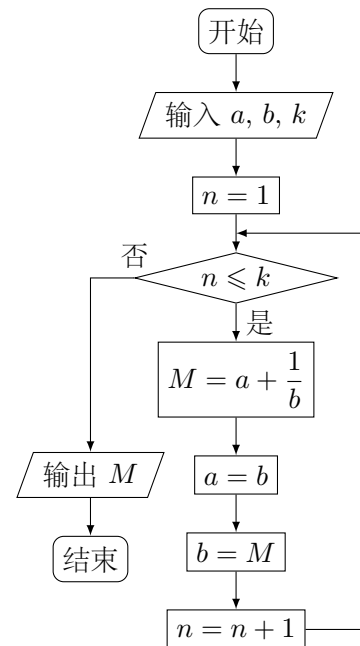 开始
输入 a, b, k
n = 1
n ⩽ k
否
是
M = a + 1/b
a = b
输出 M
b = M
结束
n = n + 1